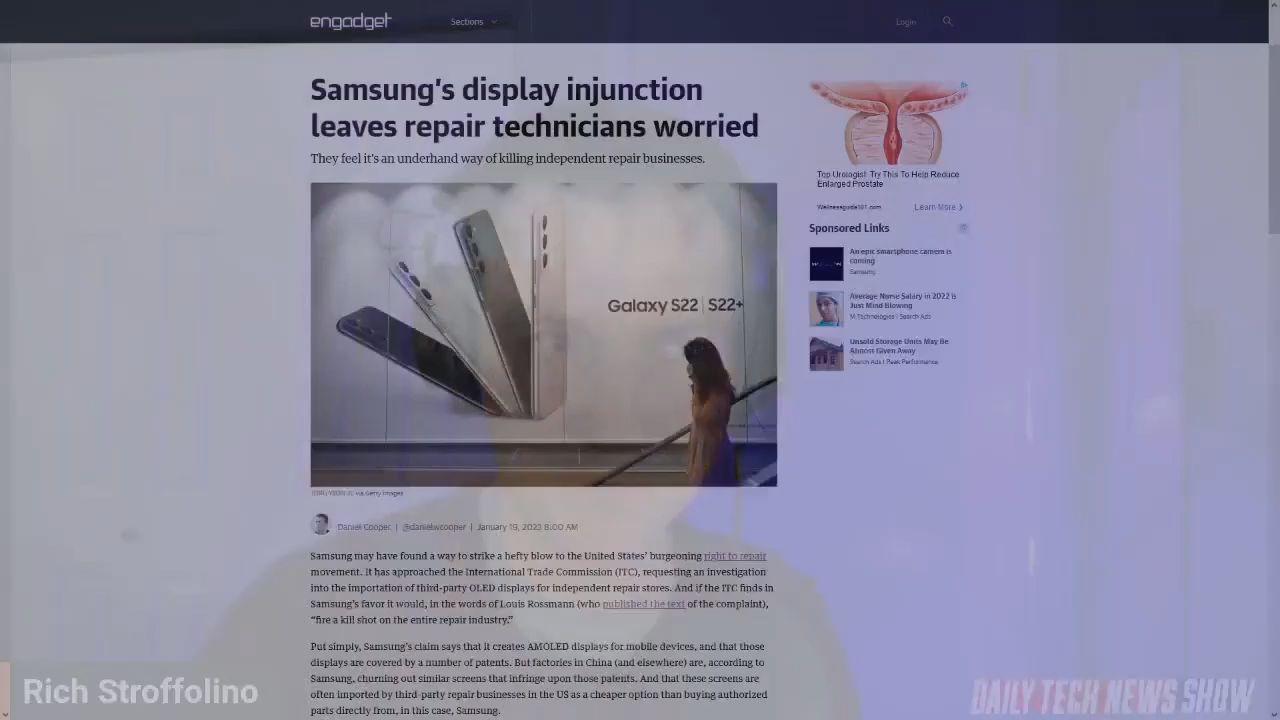 engadget
Sections
Login
Samsung's display injunction
leaves repair technicians worried
They feel it's an underhand way of killing independent repair businesses.
Top Urologist: Try This To Help Reduce
Enlarged Prostate
Wellnessguide101.com
Learn More
Sponsored Links
An epic smartphone camera is
coming
Samsung
Average Nurse Salary in 2022 is
Just Mind Blowing
M Technologies | Search Ads
Unsold Storage Units May Be
Almost Given Away
Search Ads | Peak Performance
Galaxy S22 | S22+
via Getty Images
Daniel Cooper | @danielwcooper | January 19, 2023 8:00 AM
Samsung may have found a way to strike a hefty blow to the United States' burgeoning right to repair
movement. It has approached the International Trade Commission (ITC), requesting an investigation
into the importation of third-party OLED displays for independent repair stores. And if the ITC finds in
Samsung's favor it would, in the words of Louis Rossmann (who published the text of the complaint),
"fire a kill shot on the entire repair industry."
Put simply, Samsung's claim says that it creates AMOLED displays for mobile devices, and that those
displays are covered by a number of patents. But factories in China (and elsewhere) are, according to
Samsung, churning out similar screens that infringe upon those patents. And that these screens are
often imported by third-party repair businesses in the US as a cheaper option than buying authorized
parts directly from, in this case, Samsung.
Rich Stroffolino
DAILY TECH NEWS SHOW